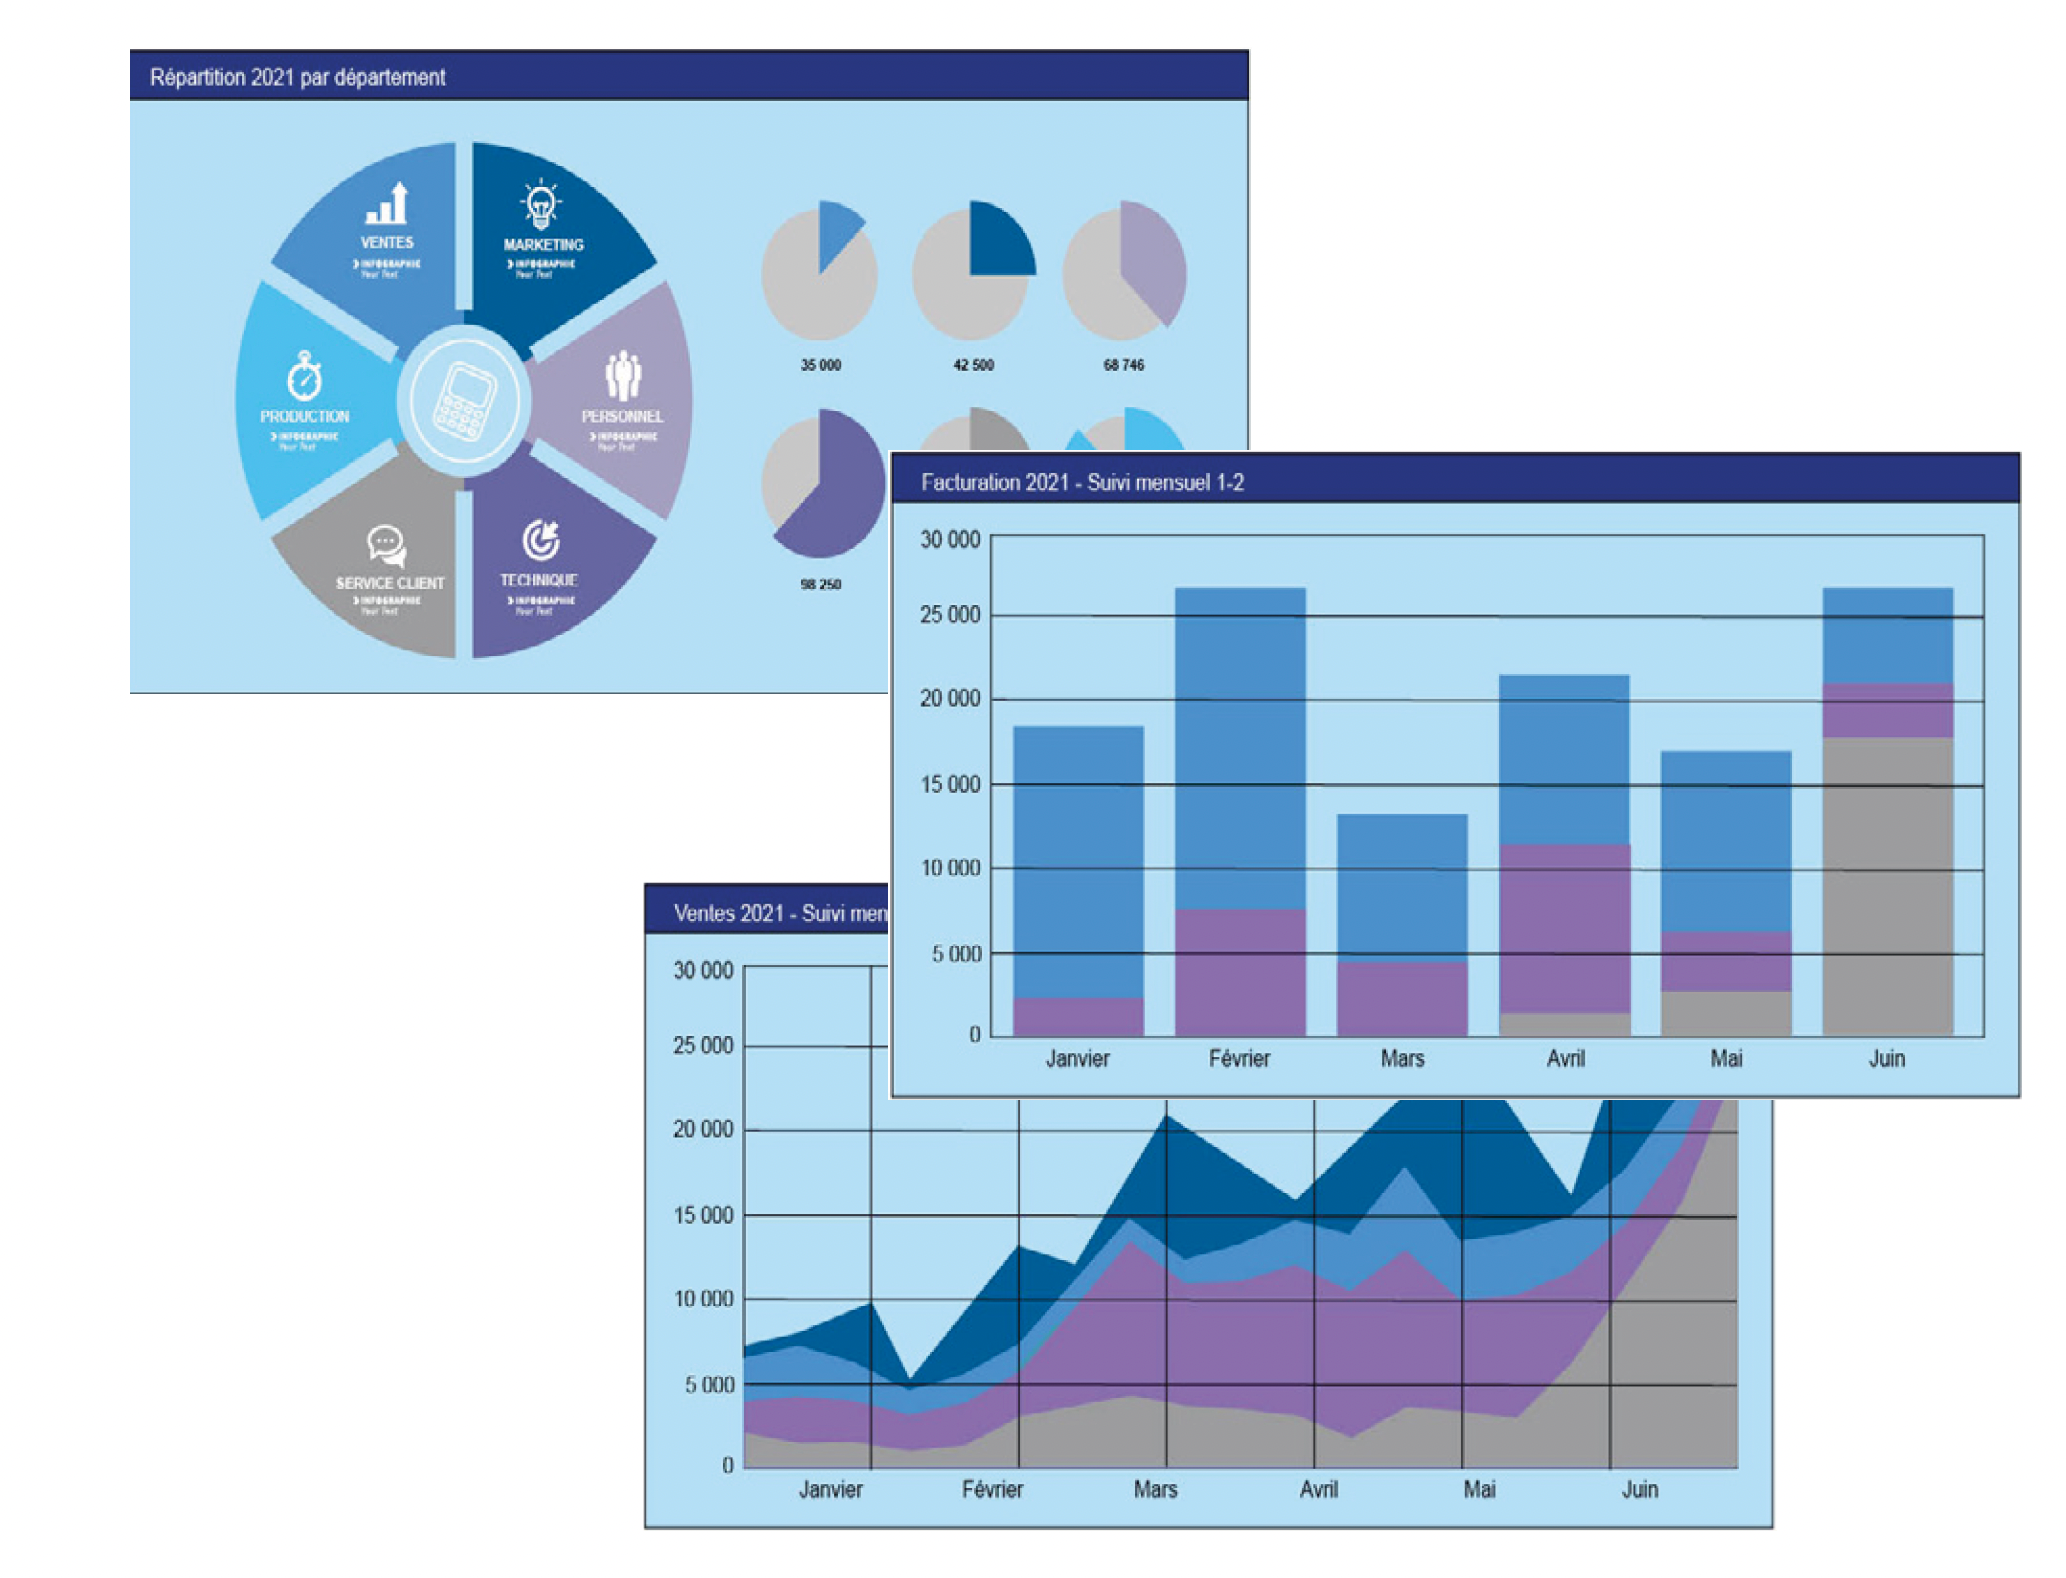 Répartition 2021 par département
VENTES
INFOGRAPHIE
Your Text
MARKETING
INFOGRAPHIE
Your Text
PRODUCTION
INFOGRAPHIE
Your Text
PERSONNEL
INFOGRAPHIE
Your Text
SERVICE CLIENT
INFOGRAPHIE
Your Text
TECHNIQUE
INFOGRAPHIE
Your Text
35 000
42 500
68 746
98 250
Facturation 2021 - Suivi mensuel 1-2
30 000
25 000
20 000
15 000
10 000
5 000
0
Janvier Février Mars Avril Mai Juin
Ventes 2021 - Suivi men
30 000
25 000
20 000
15 000
10 000
5 000
0
Janvier Février Mars Avril Mai Juin